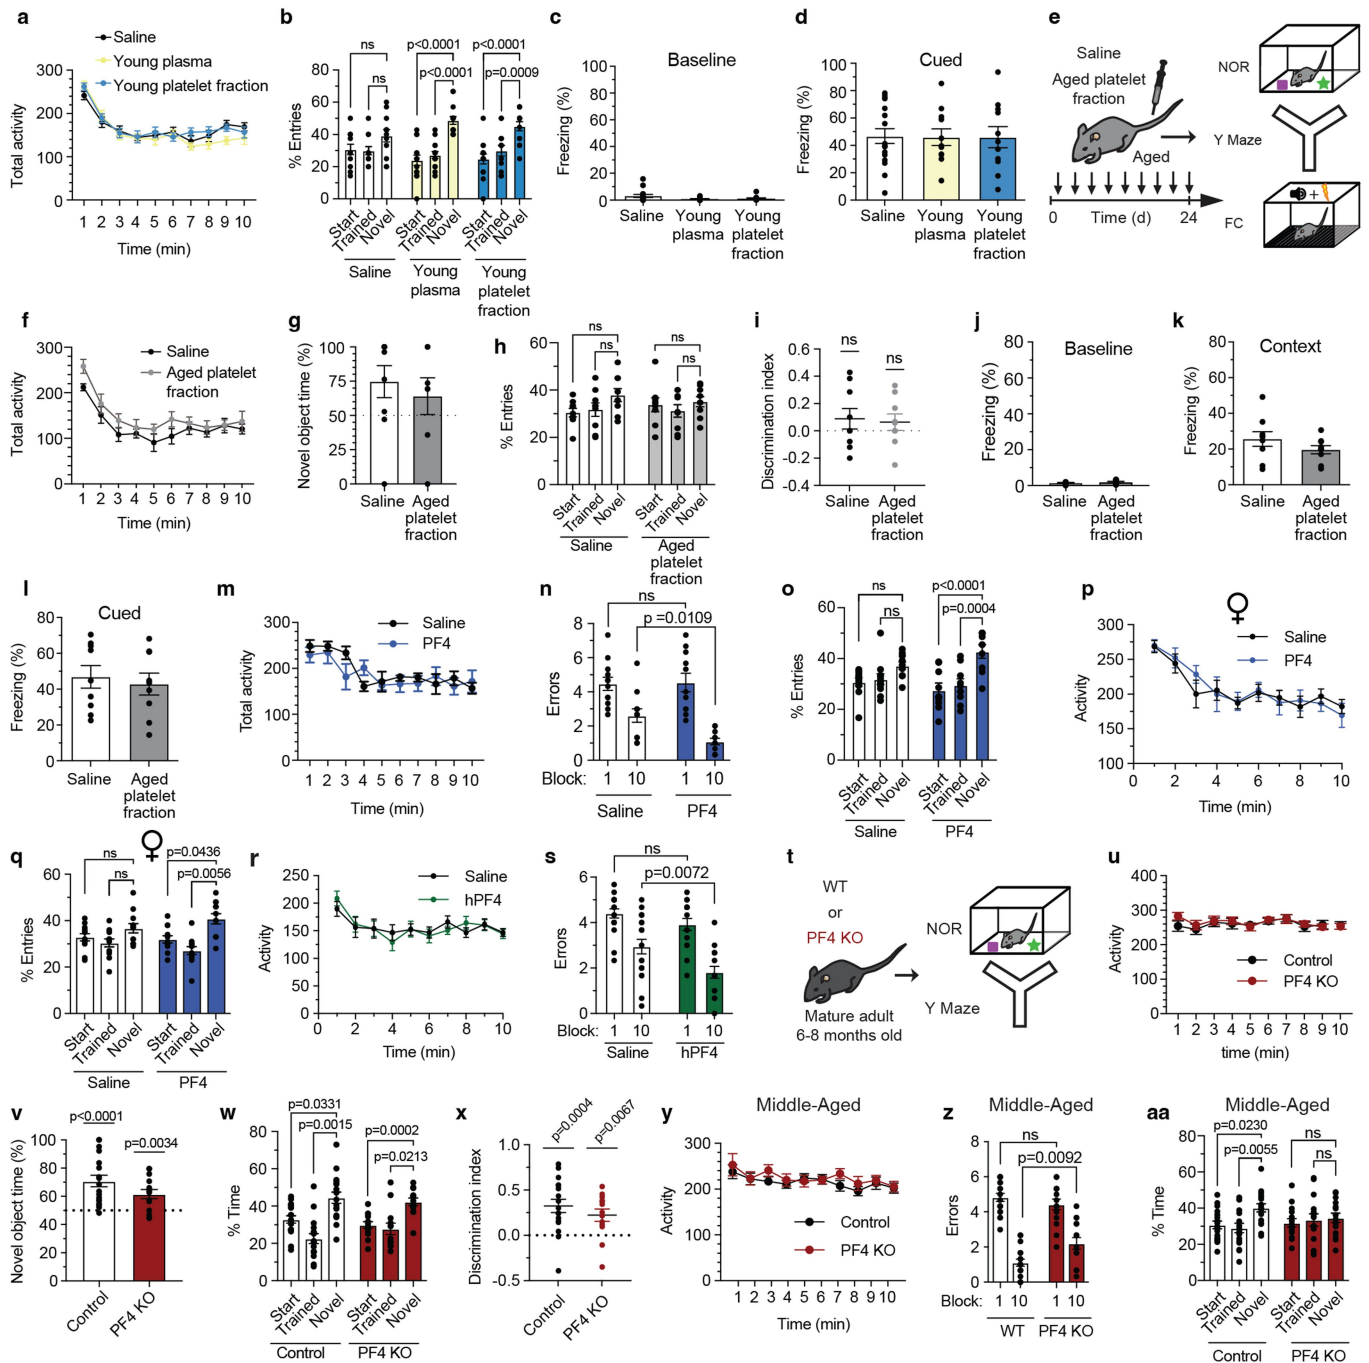 a
Saline
Young plasma
Young platelet fraction
Total activity
300
200
100
0
1 2 3 4 5 6 7 8 9 10
Time (min)
b
ns
ns
p<0.0001
p<0.0001
p<0.0001
p=0.0009
% Entries
80
60
40
20
0
Start
Trained
Novel
Start
Trained
Novel
Start
Trained
Novel
Saline
Young
plasma
Young
platelet
fraction
c
Baseline
Freezing (%)
100
80
60
40
20
0
Saline
Young
plasma
Young
platelet
fraction
d
Cued
Freezing (%)
100
80
60
40
20
0
Saline
Young
plasma
Young
platelet
fraction
e
Saline
Aged platelet
fraction
Aged
0
Time (d)
24
NOR
Y Maze
FC
+
f
Saline
Aged platelet
fraction
Total activity
300
200
100
0
1 2 3 4 5 6 7 8 9 10
Time (min)
g
Novel object time (%)
100
75
50
25
0
Saline
Aged
platelet
fraction
h
ns
ns
ns
ns
% Entries
60
40
20
0
Start
Trained
Novel
Start
Trained
Novel
Saline
Aged
platelet
fraction
i
ns
ns
Discrimination index
0.6
0.4
0.2
0.0
-0.2
-0.4
Saline
Aged
platelet
fraction
j
Baseline
Freezing (%)
80
60
40
20
0
Saline
Aged
platelet
fraction
k
Context
Freezing (%)
80
60
40
20
0
Saline
Aged
platelet
fraction
l
Cued
Freezing (%)
80
60
40
20
0
Saline
Aged
platelet
fraction
m
Saline
PF4
Total activity
300
200
100
0
1 2 3 4 5 6 7 8 9 10
Time (min)
n
ns
p =0.0109
Errors
8
6
4
2
0
Block: 1 10 1 10
Saline
PF4
o
ns
ns
p<0.0001
p=0.0004
% Entries
60
40
20
0
Start
Trained
Novel
Start
Trained
Novel
Saline
PF4
p
♀
Saline
PF4
Activity
300
250
200
150
100
0 2 4 6 8 10
Time (min)
q
♀
ns
ns
p=0.0436
p=0.0056
% Entries
60
40
20
0
Start
Trained
Novel
Start
Trained
Novel
Saline
PF4
r
Saline
hPF4
Activity
250
200
150
100
50
0
0 2 4 6 8 10
Time (min)
s
ns
p=0.0072
Errors
6
4
2
0
Block: 1 10 1 10
Saline
hPF4
t
WT
or
PF4 KO
Mature adult
6-8 months old
NOR
Y Maze
u
Activity
400
300
200
100
0
Control
PF4 KO
1 2 3 4 5 6 7 8 9 10
time (min)
v
p<0.0001
p=0.0034
Novel object time (%)
100
80
60
40
20
0
Control
PF4 KO
w
p=0.0331
p=0.0015
p=0.0002
p=0.0213
% Time
80
60
40
20
0
Start
Trained
Novel
Start
Trained
Novel
Control
PF4 KO
x
p=0.0004
p=0.0067
Discrimination index
1.0
0.5
0.0
-0.5
Control
PF4 KO
y
Middle-Aged
Activity
300
200
100
0
Control
PF4 KO
1 2 3 4 5 6 7 8 9 10
Time (min)
z
Middle-Aged
ns
p=0.0092
Errors
8
6
4
2
0
Block: 1 10 1 10
WT
PF4 KO
aa
Middle-Aged
p=0.0230
p=0.0055
ns
ns
% Time
80
60
40
20
0
Start
Trained
Novel
Start
Trained
Novel
Control
PF4 KO